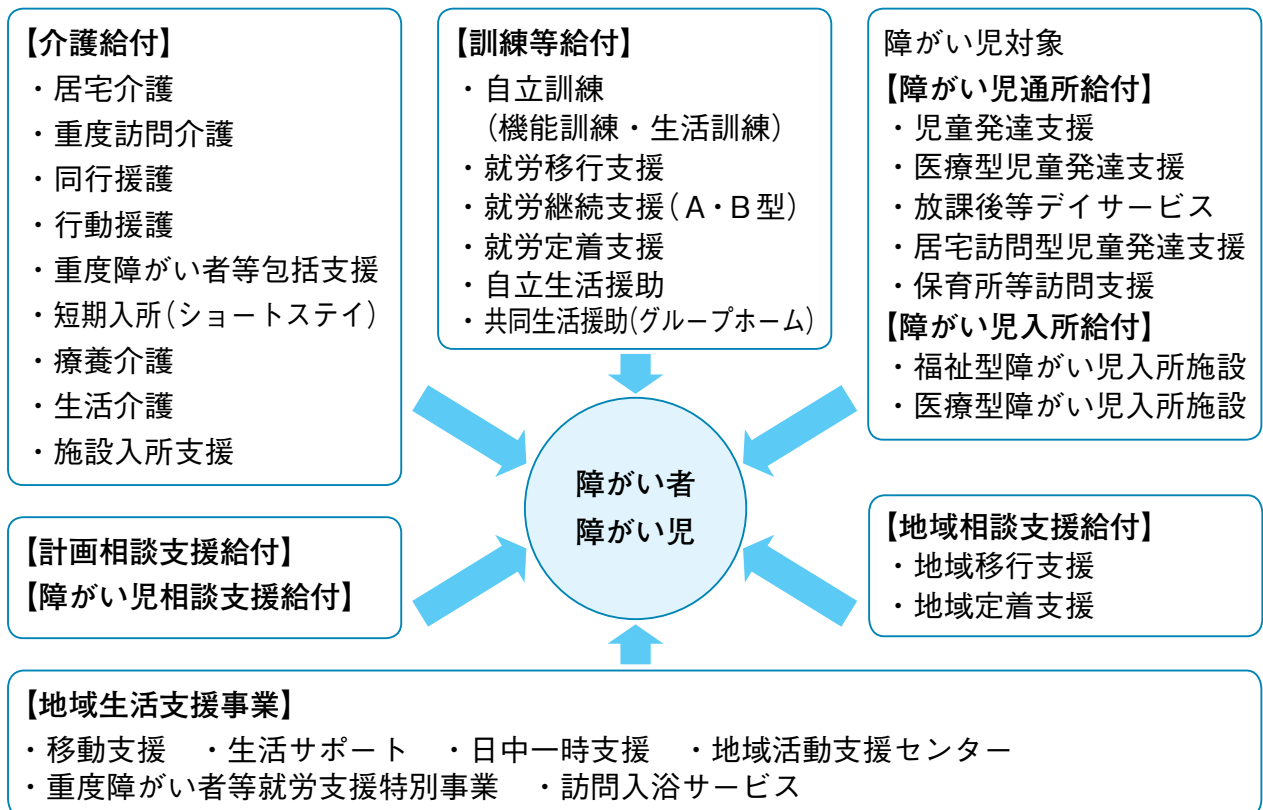 【介護給付】
・居宅介護
・重度訪問介護
・同行援護
・行動援護
・重度障がい者等包括支援
・短期入所(ショートステイ)
・療養介護
・生活介護
・施設入所支援
【訓練等給付】
・自立訓練
(機能訓練・生活訓練)
・就労移行支援
・就労継続支援(A・B型)
・就労定着支援
・自立生活援助
・共同生活援助(グループホーム)
障がい児対象
【障がい児通所給付】
・児童発達支援
・医療型児童発達支援
・放課後等デイサービス
・居宅訪問型児童発達支援
・保育所等訪問支援
【障がい児入所給付】
・福祉型障がい児入所施設
・医療型障がい児入所施設
障がい者
障がい児
【計画相談支援給付】
【障がい児相談支援給付】
【地域相談支援給付】
・地域移行支援
・地域定着支援
【地域生活支援事業】
・移動支援　・生活サポート　・日中一時支援　・地域活動支援センター
・重度障がい者等就労支援特別事業　・訪問入浴サービス